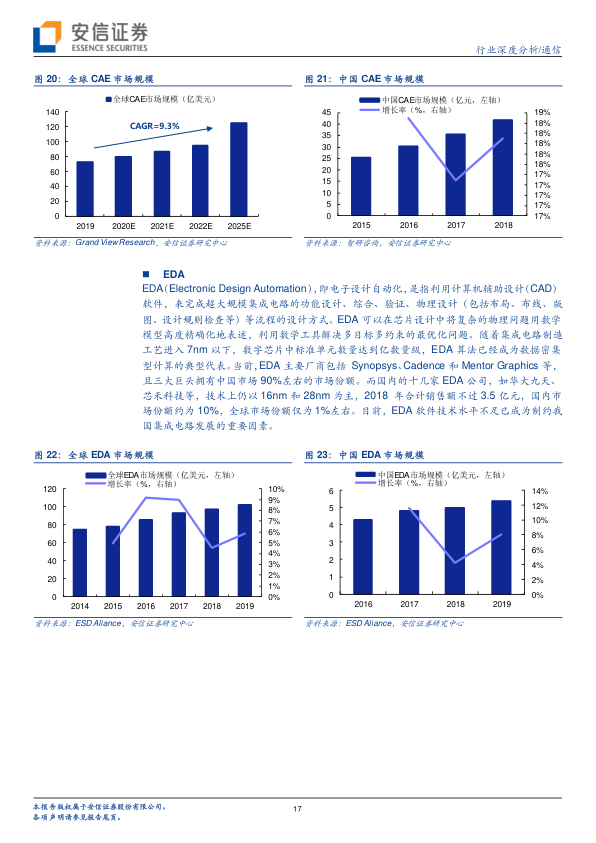 安信证券
ESSENCE SECURITIES
行业深度分析/通信
图 20：全球 CAE 市场规模
全球CAE市场规模（亿美元）
CAGR=9.3%
140
120
100
80
60
40
20
0
2019 2020E 2021E 2022E 2025E
资料来源：Grand View Research，安信证券研究中心
图 21：中国 CAE 市场规模
中国CAE市场规模（亿元，左轴）
增长率（%，右轴）
45
40
35
30
25
20
15
10
5
0
19%
18%
18%
18%
18%
18%
17%
17%
17%
17%
17%
2015 2016 2017 2018
资料来源：智研咨询，安信证券研究中心
■ EDA
EDA（Electronic Design Automation），即电子设计自动化，是指利用计算机辅助设计（CAD）
软件，来完成超大规模集成电路的功能设计、综合、验证、物理设计（包括布局、布线、版
图、设计规则检查等）等流程的设计方式。EDA 可以在芯片设计中将复杂的物理问题用数学
模型高度精确化地表述，利用数学工具解决多目标多约束的最优化问题。随着集成电路制造
工艺进入 7nm 以下，数字芯片中标准单元数量达到亿数量级，EDA 算法已经成为数据密集
型计算的典型代表。当前，EDA 主要厂商包括 Synopsys、Cadence 和 Mentor Graphics 等，
且三大巨头拥有中国市场 90%左右的市场份额。而国内的十几家 EDA 公司，如华大九天、
芯禾科技等，技术上仍以 16nm 和 28nm 为主，2018 年合计销售额不过 3.5 亿元，国内市
场份额约为 10%，全球市场份额仅为 1%左右。目前，EDA 软件技术水平不足已成为制约我
国集成电路发展的重要因素。
图 22：全球 EDA 市场规模
全球EDA市场规模（亿美元，左轴）
增长率（%，右轴）
120
100
80
60
40
20
0
10%
9%
8%
7%
6%
5%
4%
3%
2%
1%
0%
2014 2015 2016 2017 2018 2019
资料来源：ESD Aliance，安信证券研究中心
图 23：中国 EDA 市场规模
中国EDA市场规模（亿美元，左轴）
增长率（%，右轴）
6
5
4
3
2
1
0
14%
12%
10%
8%
6%
4%
2%
0%
2016 2017 2018 2019
资料来源：ESD Aliance，安信证券研究中心
本报告版权属于安信证券股份有限公司。
各项声明请参见报告尾页。
17